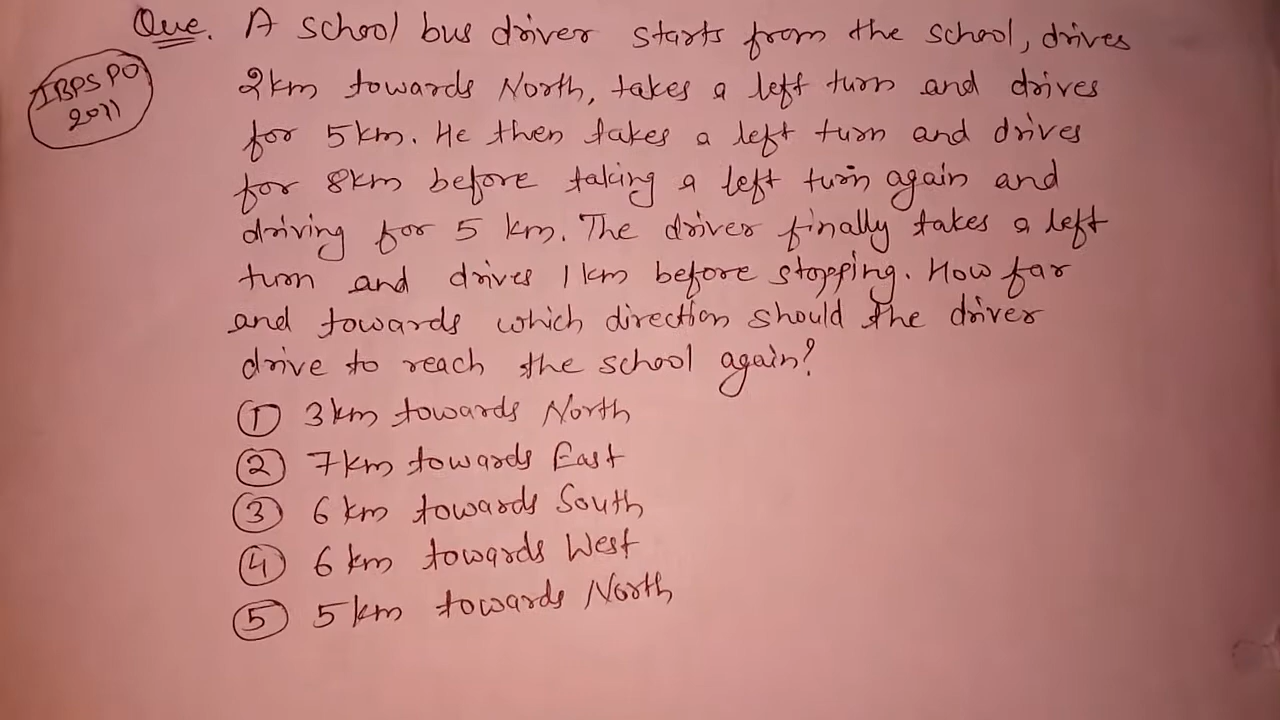 Que. A school bus driver starts from the school, drives
IBPS PO
2011
2km towards North, takes a left turn and drives
for 5km. He then takes a left turn and drives
for 8km before taking a left turn again and
driving for 5 km. The driver finally takes a left
turn and drives 1km before stopping. How far
and towards which direction should the driver
drive to reach the school again?
① 3km towards North
② 7km towards East
③ 6 km towards South
④ 6 km towards West
⑤ 5km towards North